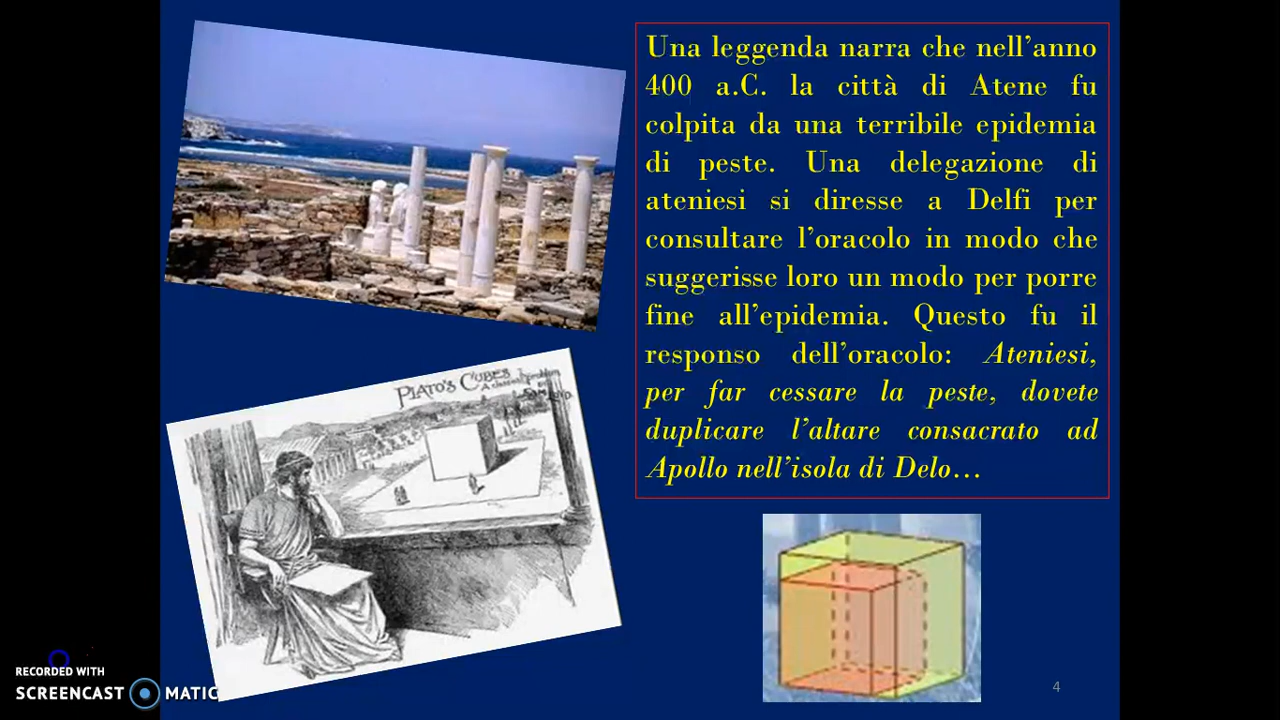 Una leggenda narra che nell'anno
400 a.C. la città di Atene fu
colpita da una terribile epidemia
di peste. Una delegazione di
ateniesi si diresse a Delfi per
consultare l'oracolo in modo che
suggerisse loro un modo per porre
fine all'epidemia. Questo fu il
responso dell'oracolo: Ateniesi,
per far cessare la peste, dovete
duplicare l'altare consacrato ad
Apollo nell'isola di Delo...
PLATO'S CUBES
A classical problem
4
RECORDED WITH
SCREENCAST MATIC